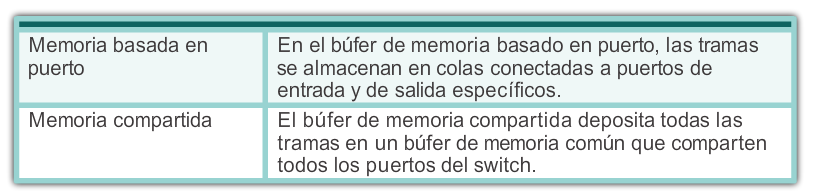 Memoria basada en
puerto
En el búfer de memoria basado en puerto, las tramas
se almacenan en colas conectadas a puertos de
entrada y de salida específicos.
Memoria compartida
El búfer de memoria compartida deposita todas las
tramas en un búfer de memoria común que comparten
todos los puertos del switch.